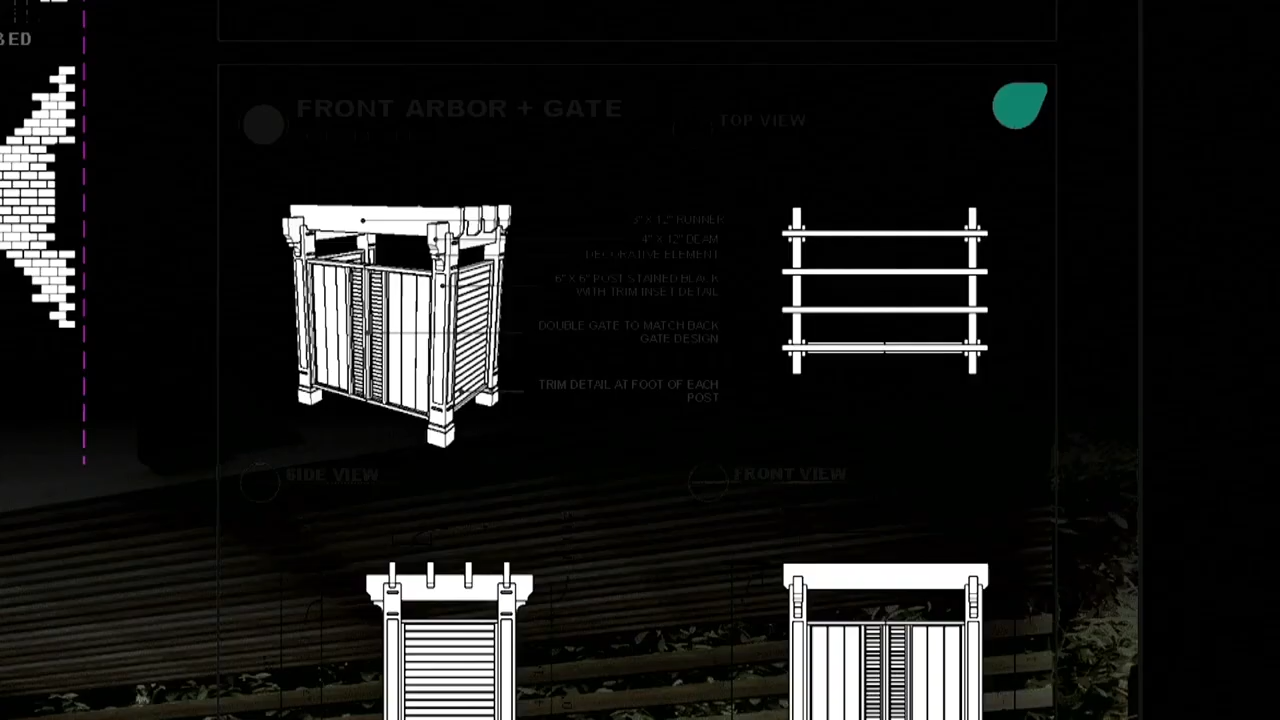 BED
FRONT ARBOR + GATE
TOP VIEW
3" X 12" RUNNER
4" X 12" BEAM
DECORATIVE ELEMENT
6" X 6" POST STAINED BLACK
WITH TRIM INSET DETAIL
DOUBLE GATE TO MATCH BACK
GATE DESIGN
TRIM DETAIL AT FOOT OF EACH
POST
SIDE VIEW
FRONT VIEW